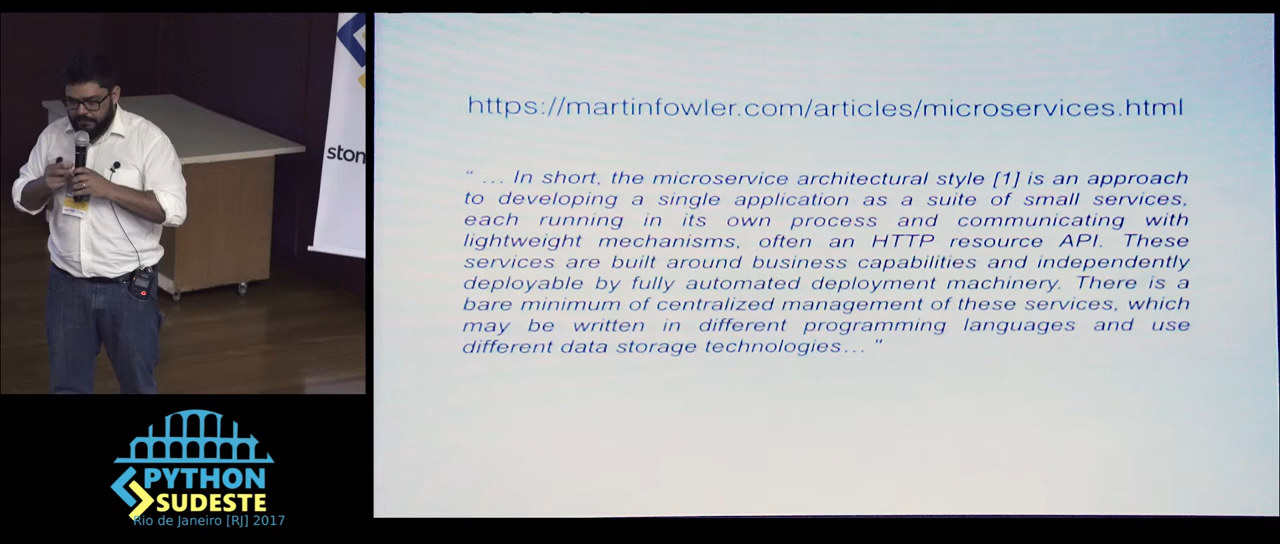 https://martinfowler.com/articles/microservices.html
“ ... In short, the microservice architectural style [1] is an approach
to developing a single application as a suite of small services,
each running in its own process and communicating with
lightweight mechanisms, often an HTTP resource API. These
services are built around business capabilities and independently
deployable by fully automated deployment machinery. There is a
bare minimum of centralized management of these services, which
may be written in different programming languages and use
different data storage technologies... ”
ston
PYTHON
SUDESTE
Rio de Janeiro [RJ] 2017